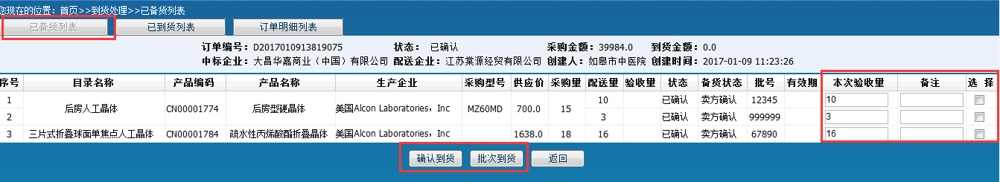 您现在的位置：首页>>到货处理>>已备货列表
已备货列表 已到货列表 订单明细列表
订单编号：D2017010913819075 状态： 已确认 采购金额：39984.0 到货金额：0.0
中标企业：大昌华嘉商业（中国）有限公司 配送企业：江苏棠源经贸有限公司 创建人：如皋市中医院 创建时间：2017-01-09 11:23:26
序号 目录名称 产品编码 产品名称 生产企业 采购型号 供应价 采购量 配送量 验收量 状态 备货状态 批号 有效期 本次验收量 备注 选 择
1 后房人工晶体 CN00001774 后房型硬晶体 美国Alcon Laboratories，Inc MZ60MD 700.0 15 10 已确认 卖方确认 12345 10
2 3 已确认 卖方确认 999999 3
3 三片式折叠球面单焦点人工晶体 CN00001784 疏水性丙烯酸酯折叠晶体 美国Alcon Laboratories，Inc 1638.0 18 16 已确认 卖方确认 67890 16
确认到货 批次到货 返回